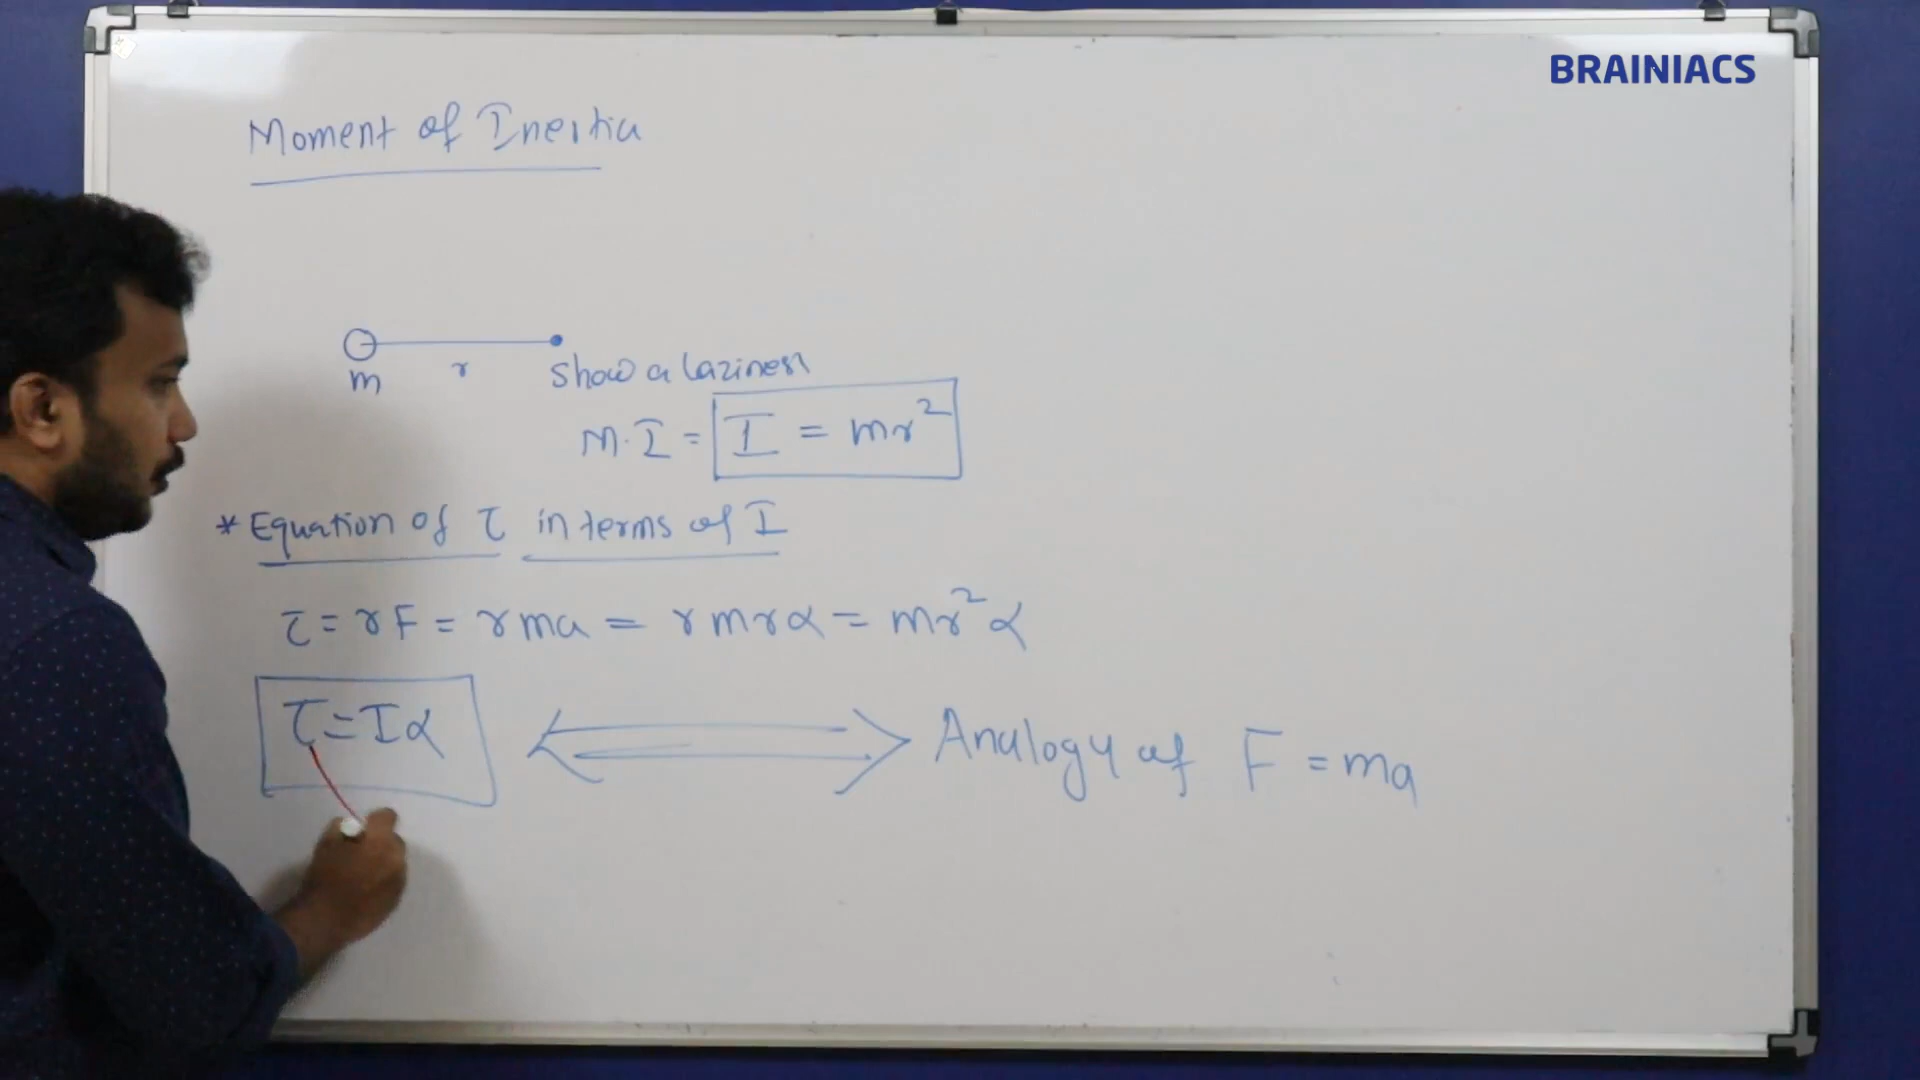 BRAINIACS
Moment of Inertia
m r
Show a laziness
M.I = I = mr²
* Equation of τ in terms of I
τ = rF = rma = rmrα = mr²α
τ = Iα Analogy of F = ma